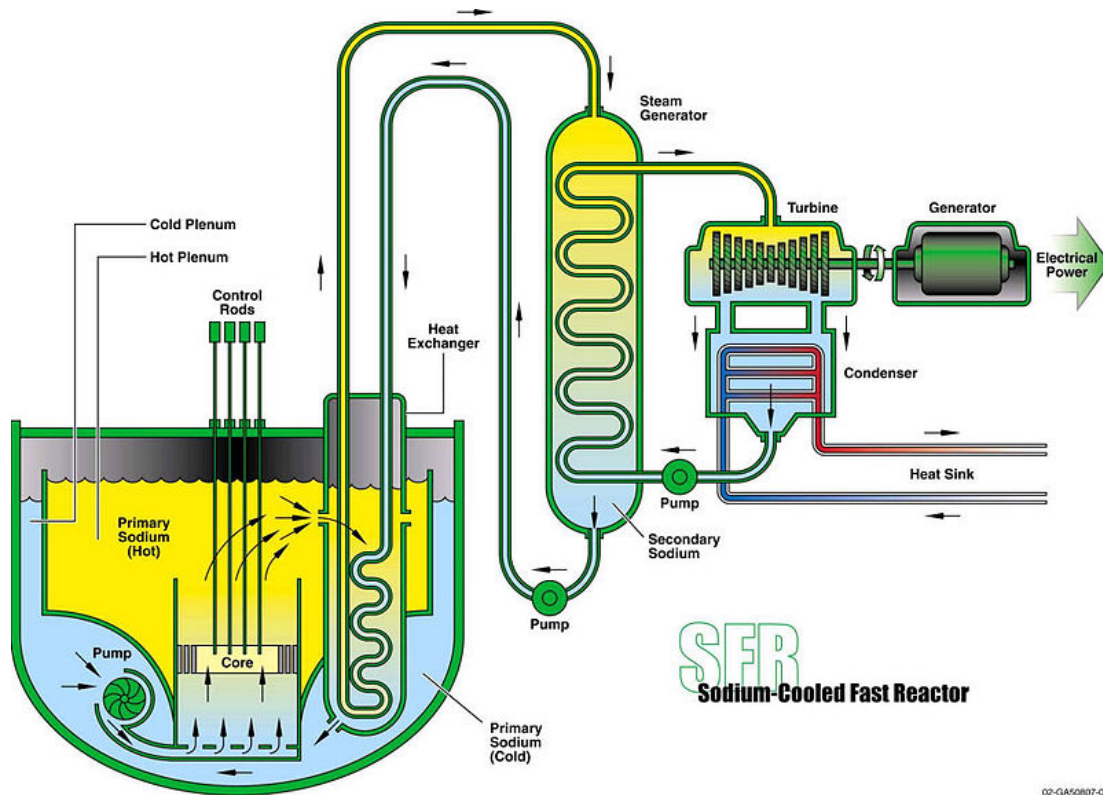 Steam
Generator
Cold Plenum
Hot Plenum
Turbine
Generator
Electrical
Power
Control
Rods
Heat
Exchanger
Condenser
Primary
Sodium
(Hot)
Pump
Heat Sink
Secondary
Sodium
Pump
Pump
Core
SFR
Sodium-Cooled Fast Reactor
Primary
Sodium
(Cold)